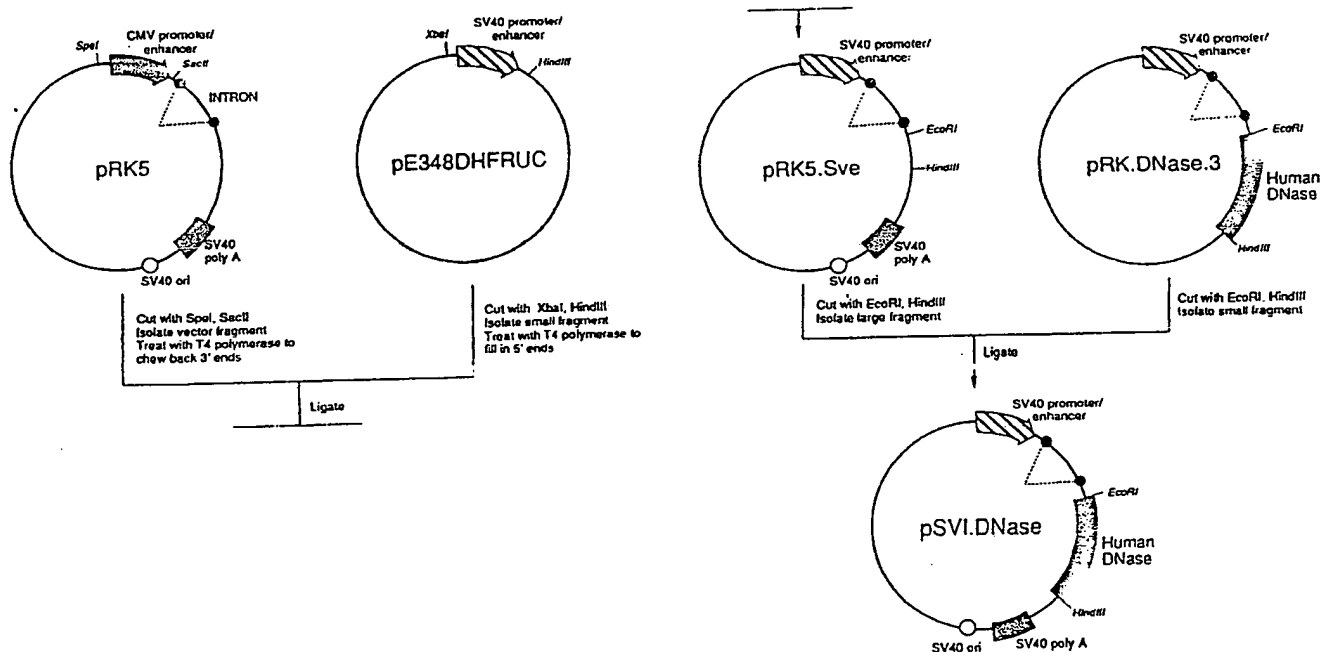 SpeI
CMV promoter/
enhancer
SacII
INTRON
pRK5
SV40
poly A
SV40 ori
Cut with SpeI, SacII
Isolate vector fragment
Treat with T4 polymerase to
chew back 3' ends
XbaI
SV40 promoter/
enhancer
HindIII
pE348DHFRUC
Cut with XbaI, HindIII
Isolate small fragment
Treat with T4 polymerase to
fill in 5' ends
Ligate
SV40 promoter/
enhancer
EcoRI
HindIII
pRK5.Sve
SV40
poly A
SV40 ori
Cut with EcoRI, HindIII
Isolate large fragment
SV40 promoter/
enhancer
EcoRI
pRK.DNase.3
Human
DNase
HindIII
Cut with EcoRI, HindIII
Isolate small fragment
Ligate
SV40 promoter/
enhancer
EcoRI
pSVI.DNase
Human
DNase
HindIII
SV40 ori
SV40 poly A